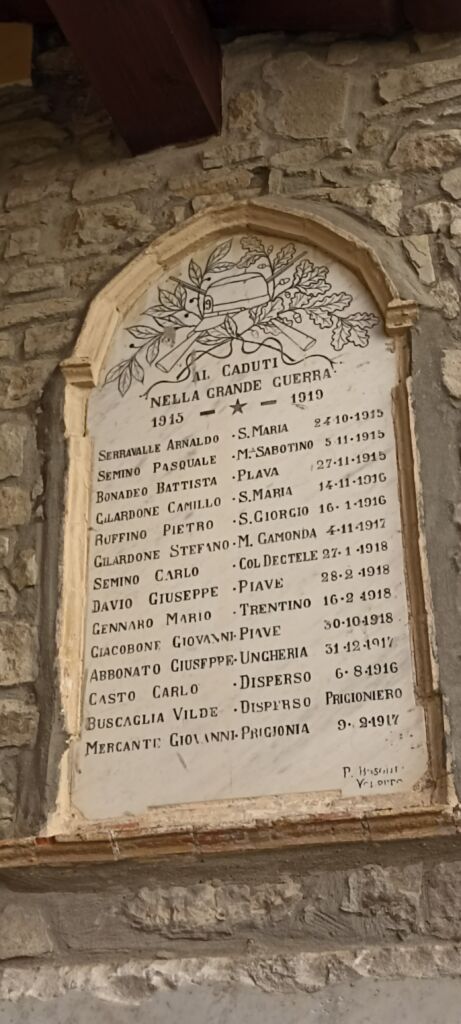 AI CADUTI
NELLA GRANDE GUERRA
1915 — ★ — 1919
SERRAVALLE ARNALDO · S. MARIA 24-10-1915
SEMINO PASQUALE · M. SABOTINO 5-11-1915
BONADEO BATTISTA · PLAVA 27-11-1915
GILARDONE CAMILLO · S. MARIA 14-11-1916
RUFFINO PIETRO · S. GIORGIO 16-1-1916
GILARDONE STEFANO · M. GAMONDA 4-11-1917
SEMINO CARLO · COL DECTELE 27-1-1918
DAVIO GIUSEPPE · PIAVE 28-2-1918
GENNARO MARIO · TRENTINO 16-2-1918
GIACOBONE GIOVANNI · PIAVE 30-10-1918
ABBONATO GIUSEPPE · UNGHERIA 31-12-1917
CASTO CARLO · DISPERSO 6-8-1916
BUSCAGLIA VILDE · DISPERSO PRIGIONIERO
MERCANTE GIOVANNI · PRIGIONIA 9-2-1917
P.